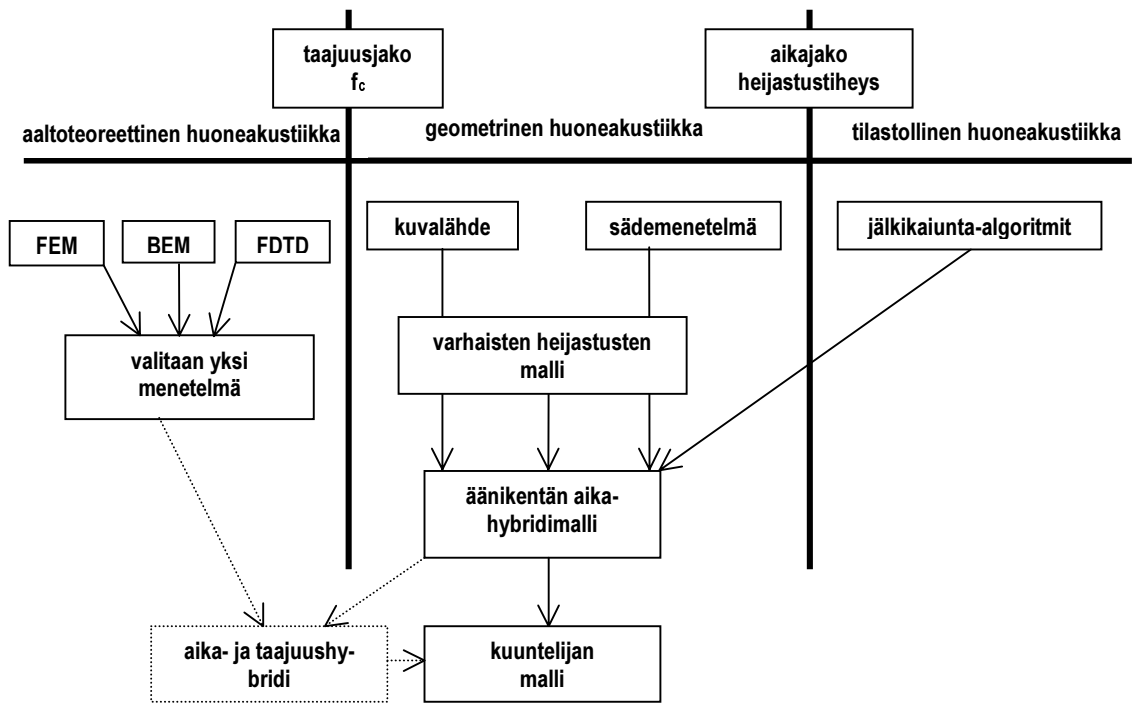 taajuusjako
fc
aikajako
heijastustiheys
aaltoteoreettinen huoneakustiikka
geometrinen huoneakustiikka
tilastollinen huoneakustiikka
FEM
BEM
FDTD
kuvalähde
sädemenetelmä
jälkikaiunta-algoritmit
valitaan yksi
menetelmä
varhaisten heijastusten
malli
äänikentän aika-
hybridimalli
aika- ja taajuushy-
bridi
kuuntelijan
malli